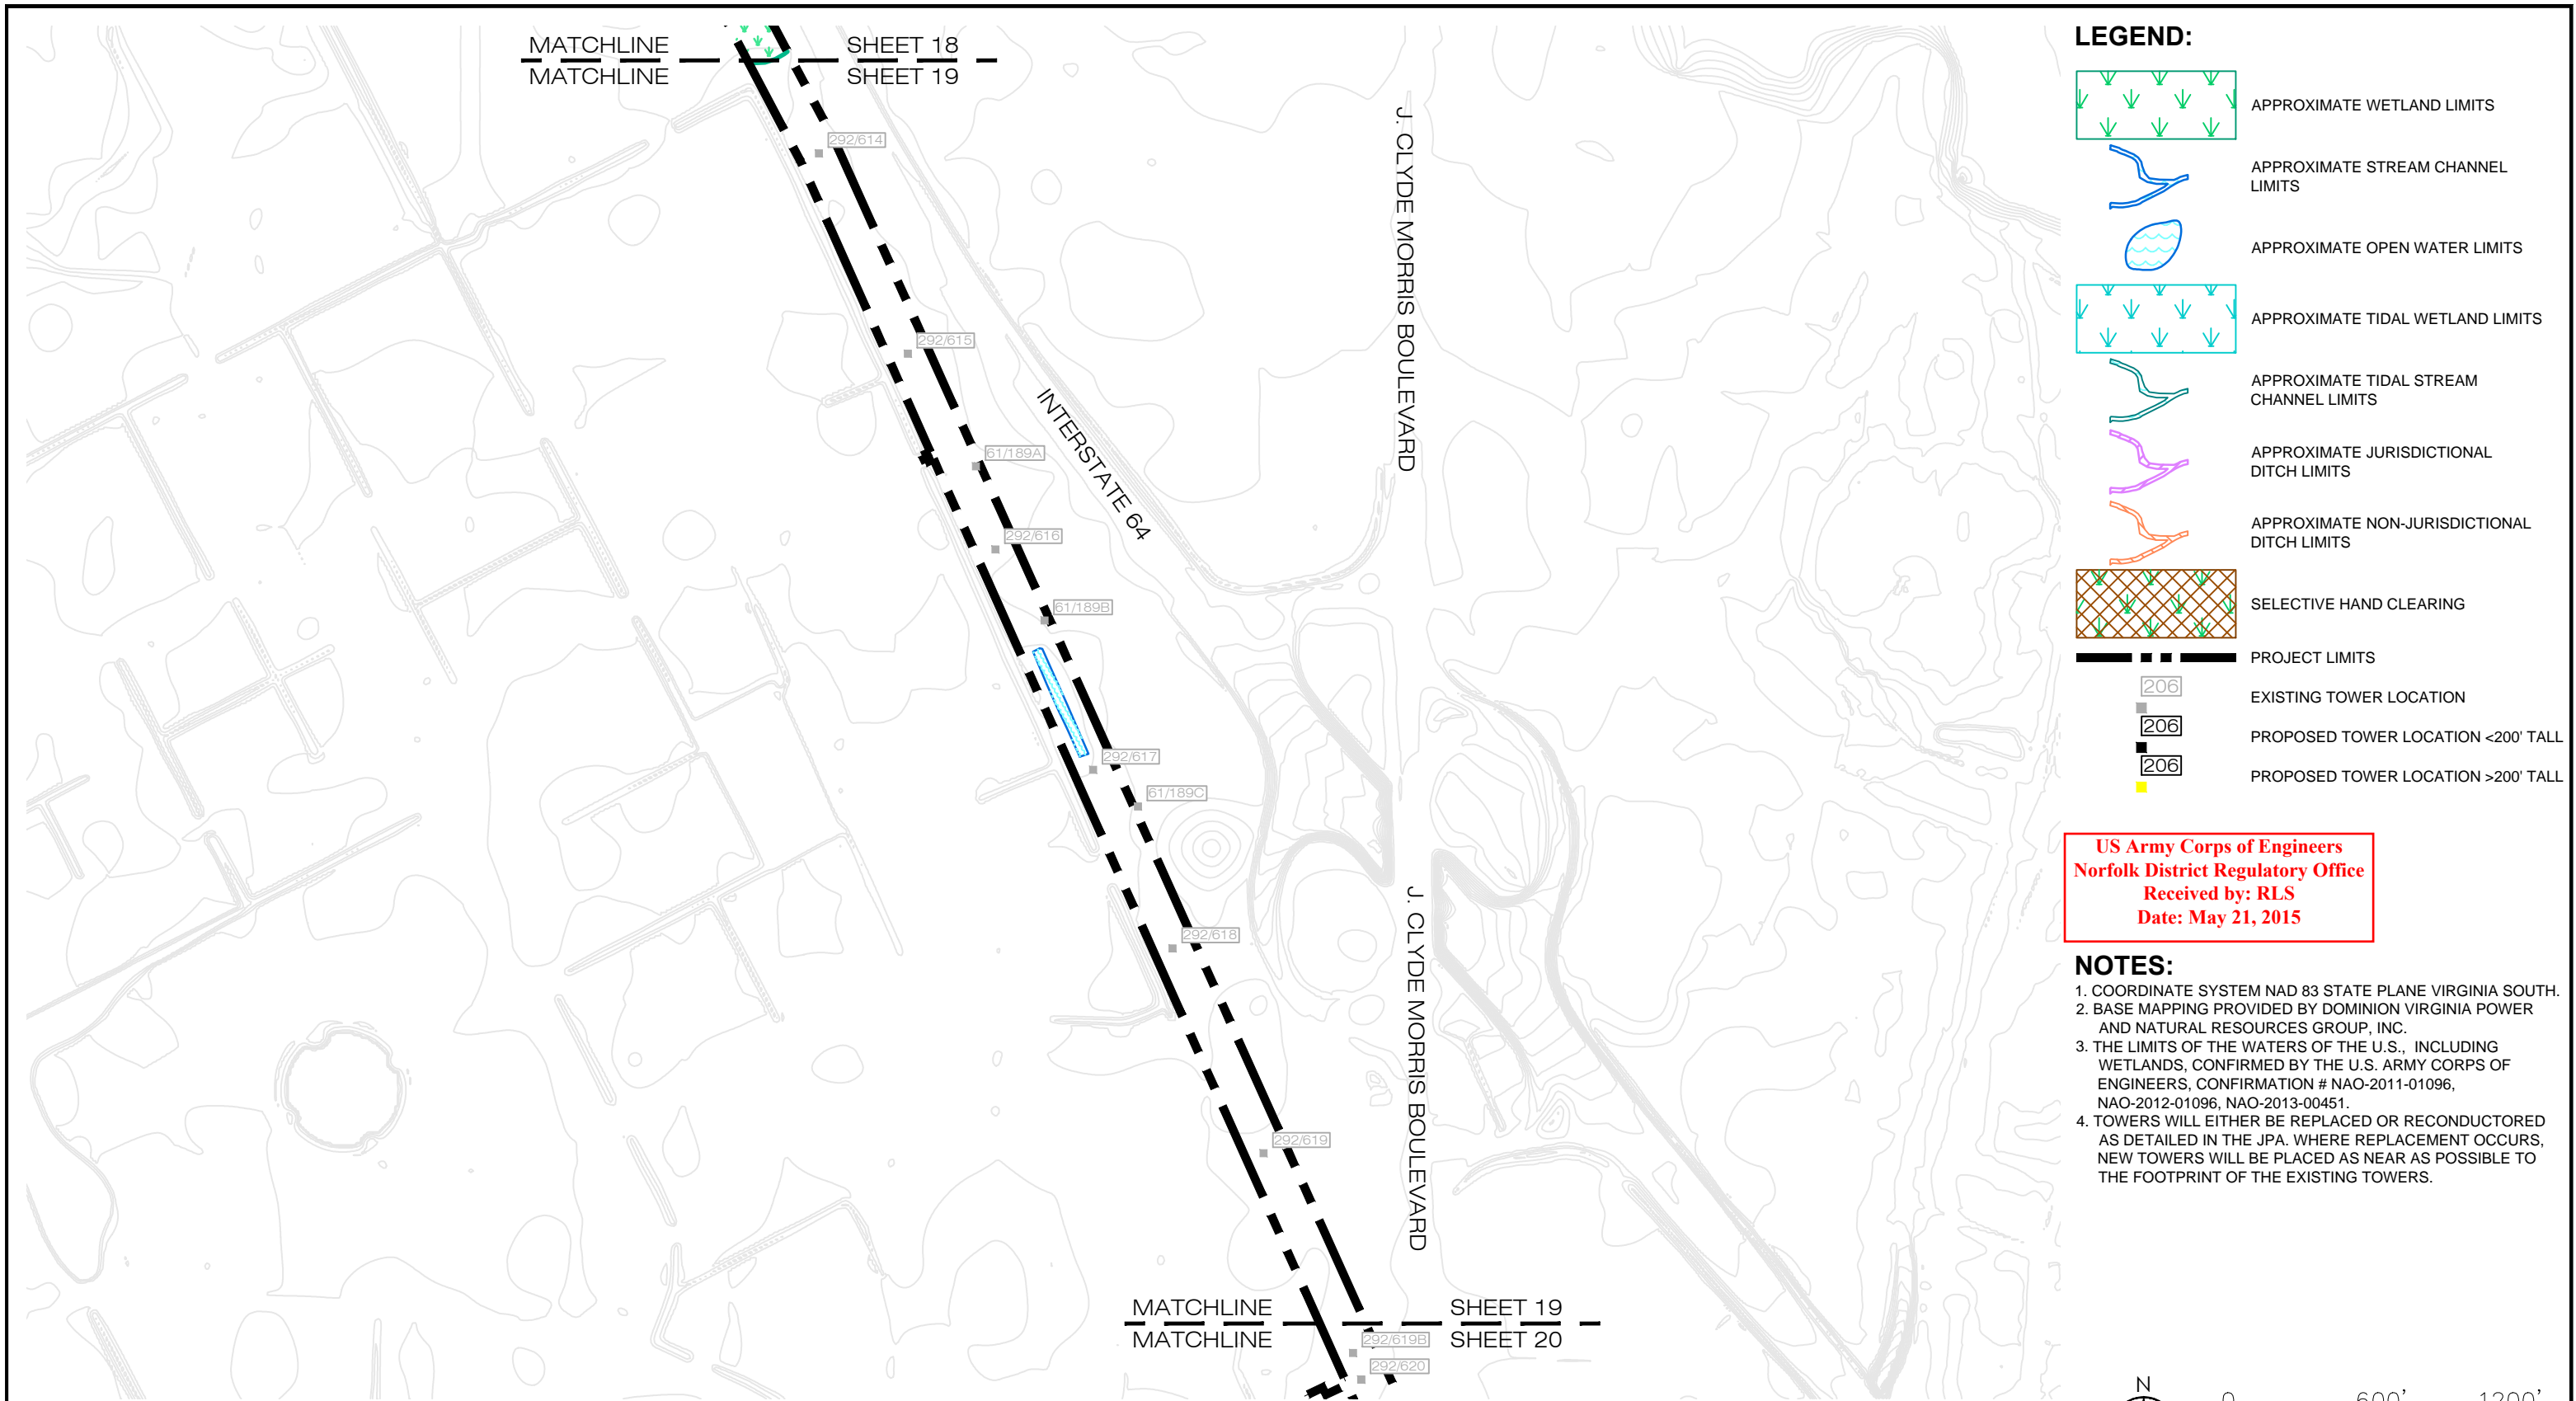 MATCHLINE SHEET 18
MATCHLINE SHEET 19
292/614
292/615
61/189A
292/616
61/189B
292/617
61/189C
292/618
292/619
INTERSTATE 64
J. CLYDE MORRIS BOULEVARD
J. CLYDE MORRIS BOULEVARD
MATCHLINE SHEET 19
MATCHLINE SHEET 20
292/619B
292/620
LEGEND:
APPROXIMATE WETLAND LIMITS
APPROXIMATE STREAM CHANNEL
LIMITS
APPROXIMATE OPEN WATER LIMITS
APPROXIMATE TIDAL WETLAND LIMITS
APPROXIMATE TIDAL STREAM
CHANNEL LIMITS
APPROXIMATE JURISDICTIONAL
DITCH LIMITS
APPROXIMATE NON-JURISDICTIONAL
DITCH LIMITS
SELECTIVE HAND CLEARING
PROJECT LIMITS
206 EXISTING TOWER LOCATION
206 PROPOSED TOWER LOCATION <200' TALL
206 PROPOSED TOWER LOCATION >200' TALL
US Army Corps of Engineers
Norfolk District Regulatory Office
Received by: RLS
Date: May 21, 2015
NOTES:
1. COORDINATE SYSTEM NAD 83 STATE PLANE VIRGINIA SOUTH.
2. BASE MAPPING PROVIDED BY DOMINION VIRGINIA POWER
AND NATURAL RESOURCES GROUP, INC.
3. THE LIMITS OF THE WATERS OF THE U.S., INCLUDING
WETLANDS, CONFIRMED BY THE U.S. ARMY CORPS OF
ENGINEERS, CONFIRMATION # NAO-2011-01096,
NAO-2012-01096, NAO-2013-00451.
4. TOWERS WILL EITHER BE REPLACED OR RECONDUCTORED
AS DETAILED IN THE JPA. WHERE REPLACEMENT OCCURS,
NEW TOWERS WILL BE PLACED AS NEAR AS POSSIBLE TO
THE FOOTPRINT OF THE EXISTING TOWERS.
N
0 600' 1200'